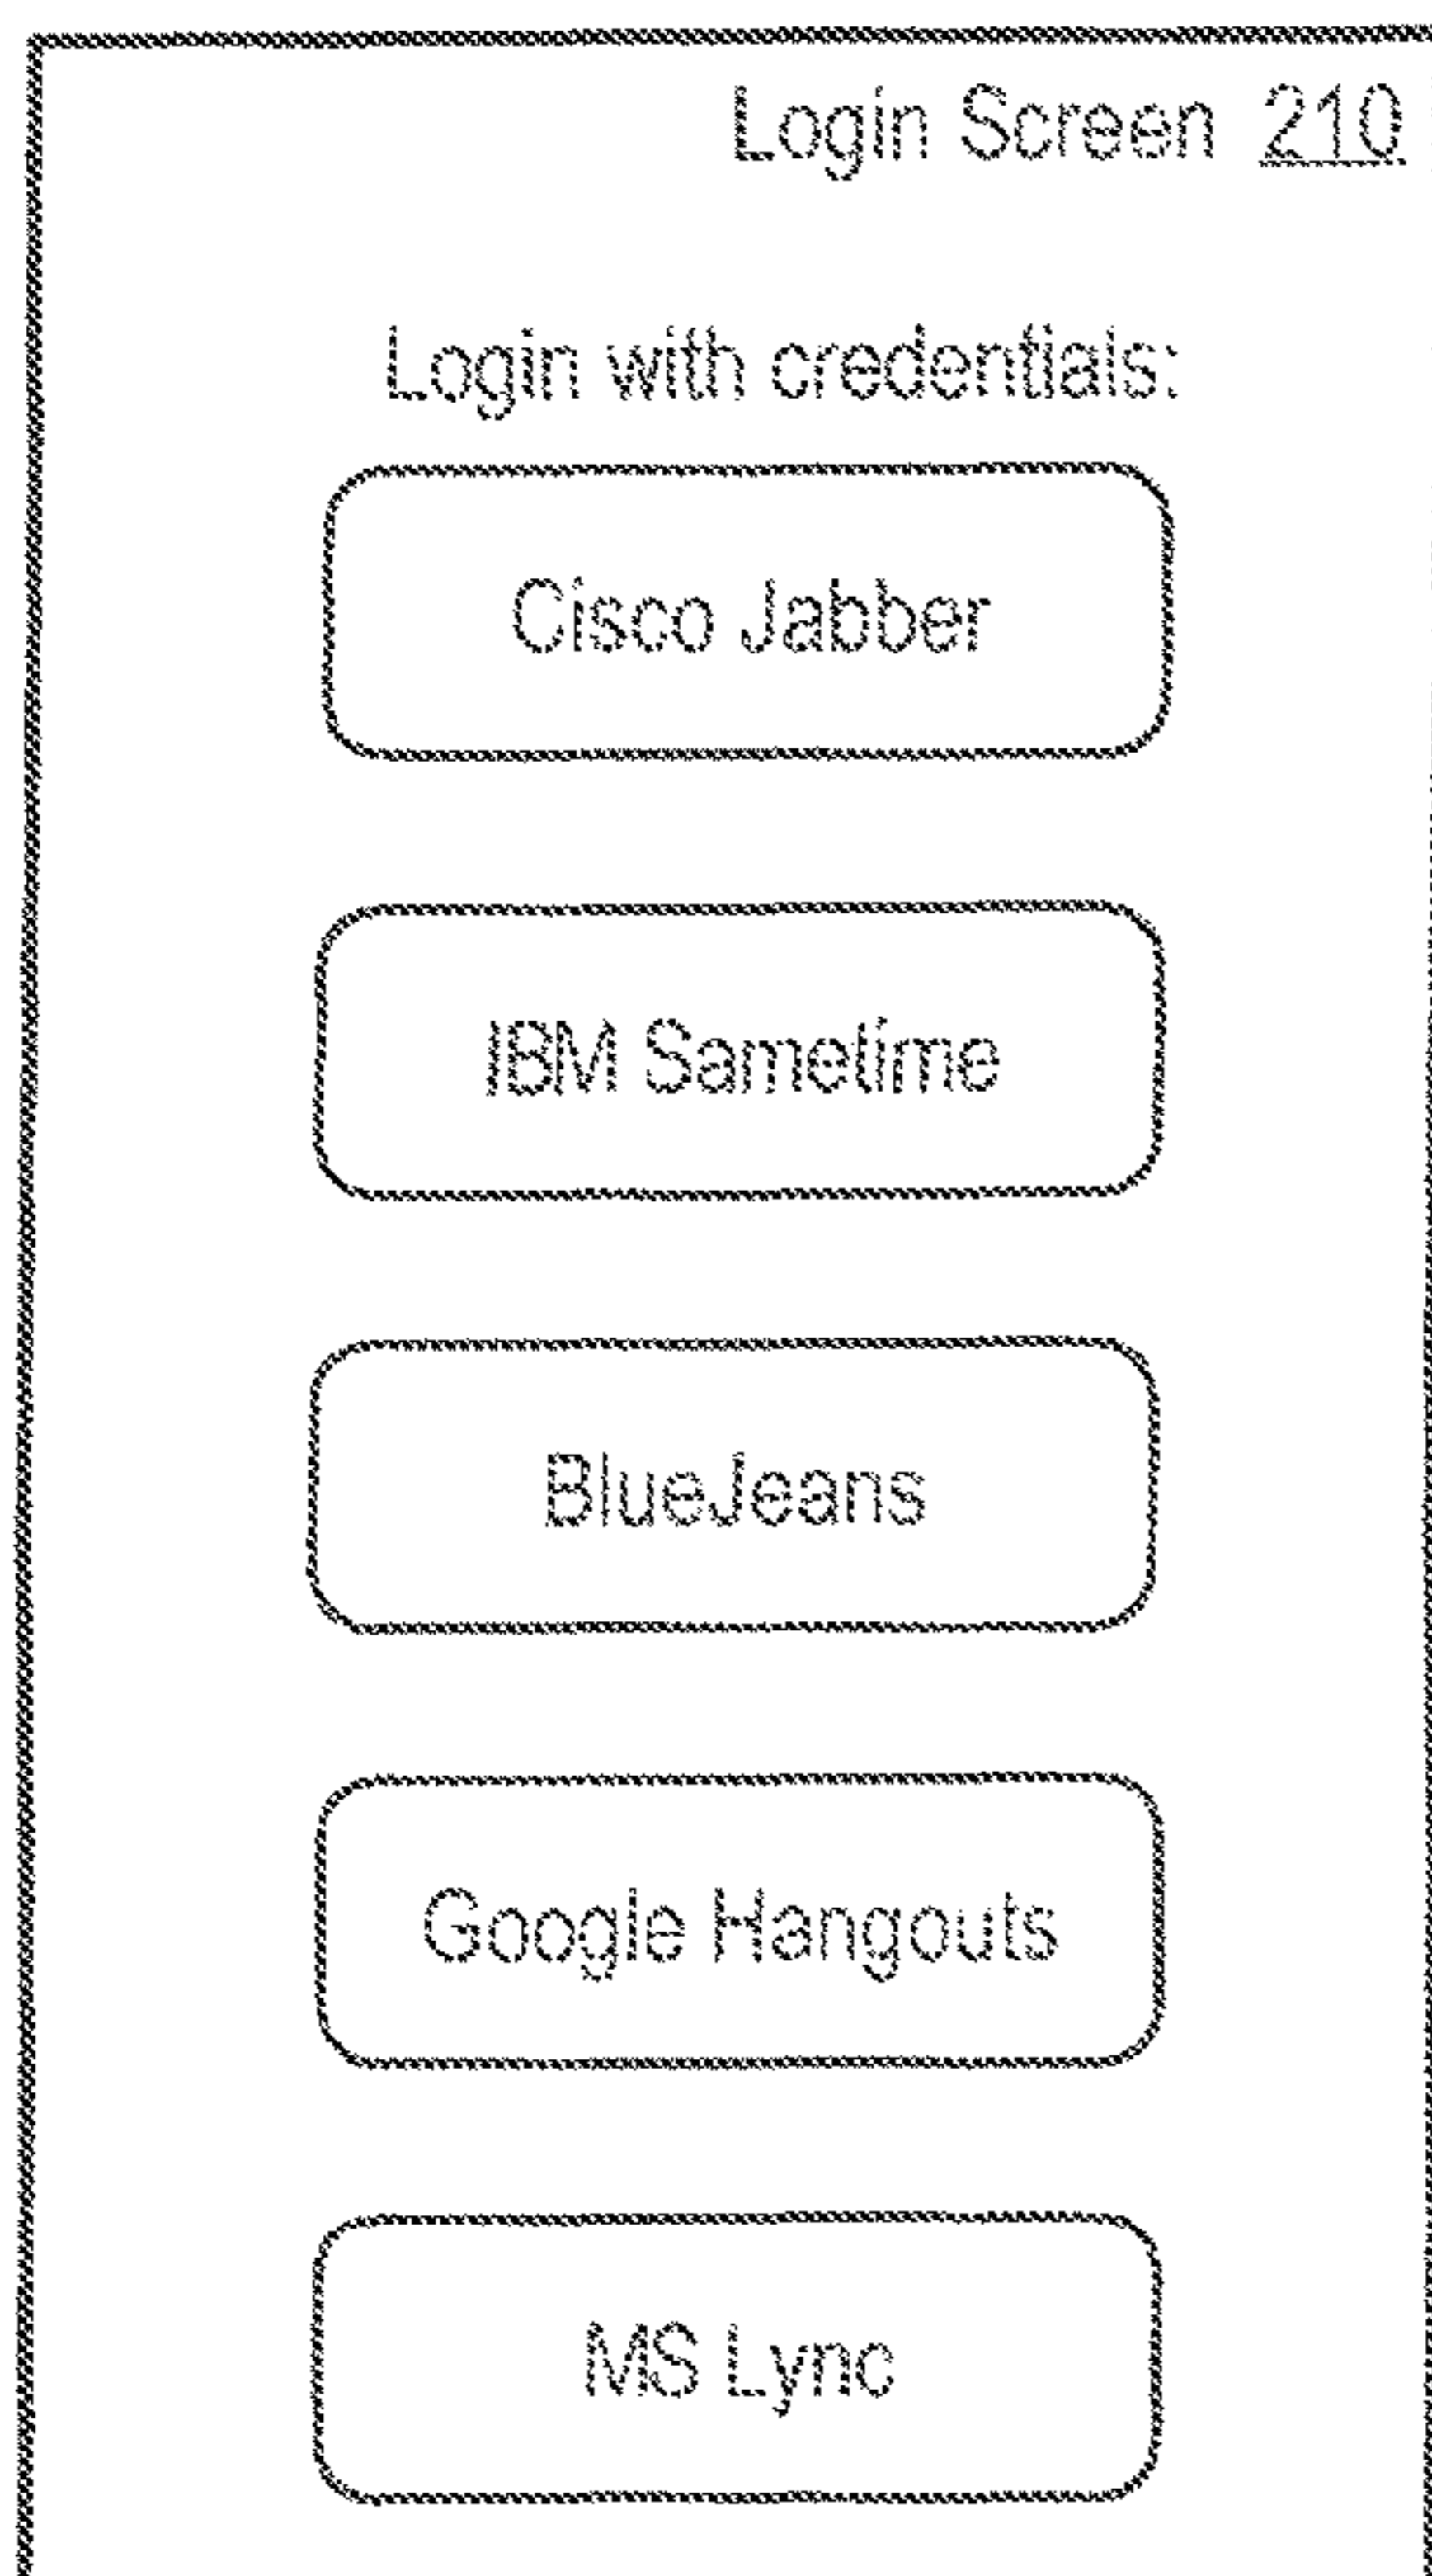 Login Screen 210
Login with credentials:
Cisco Jabber
IBM Sametime
BlueJeans
Google Hangouts
MS Lync